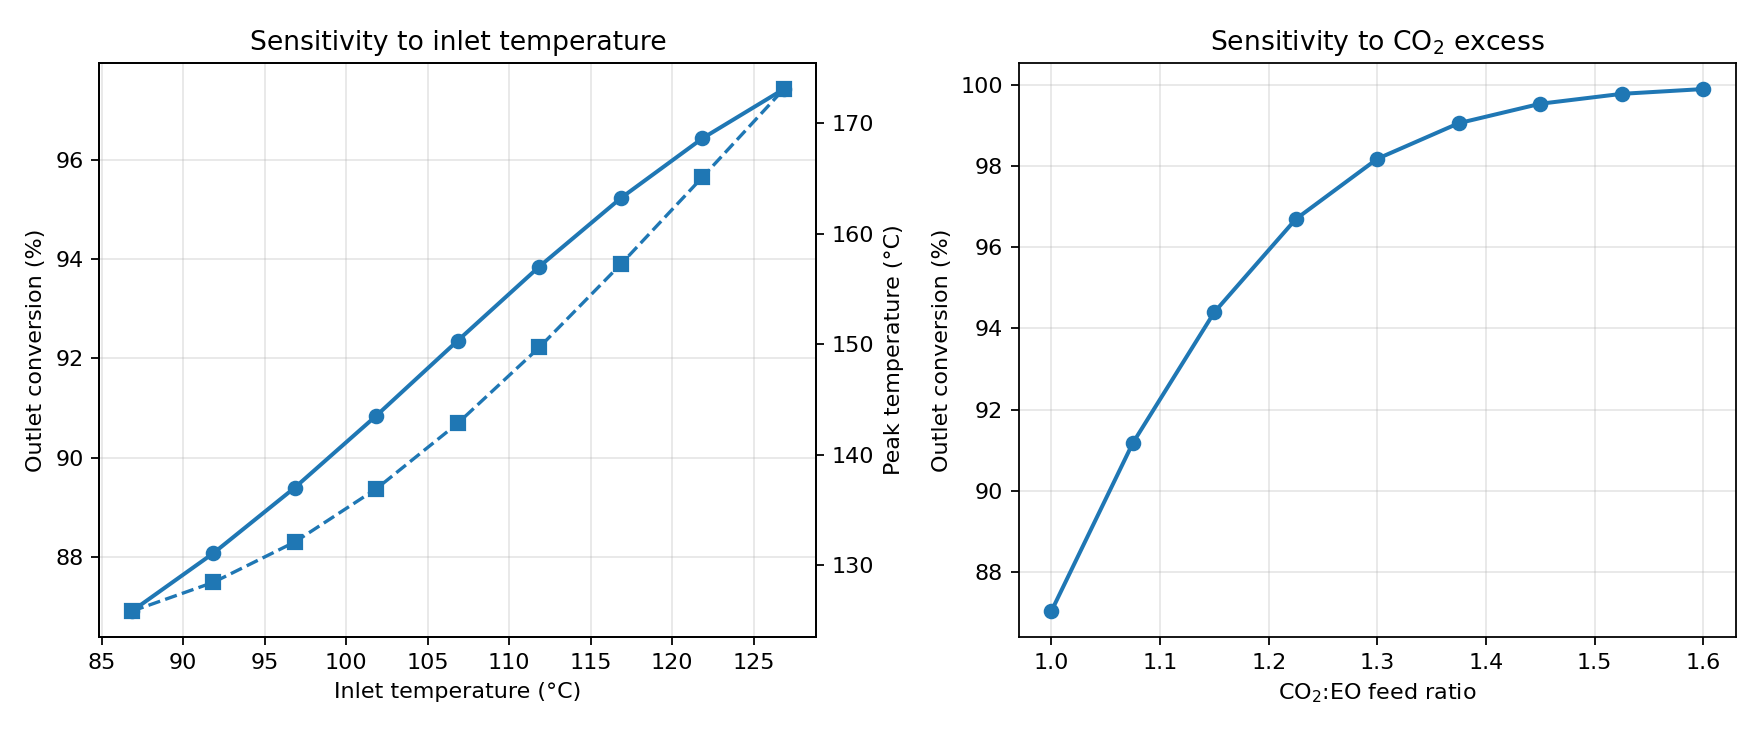 Sensitivity to inlet temperature
Outlet conversion (%)
96
94
92
90
88
170
160
150
140
130
Peak temperature (°C)
85 90 95 100 105 110 115 120 125
Inlet temperature (°C)
Sensitivity to CO₂ excess
Outlet conversion (%)
100
98
96
94
92
90
88
1.0 1.1 1.2 1.3 1.4 1.5 1.6
CO₂:EO feed ratio